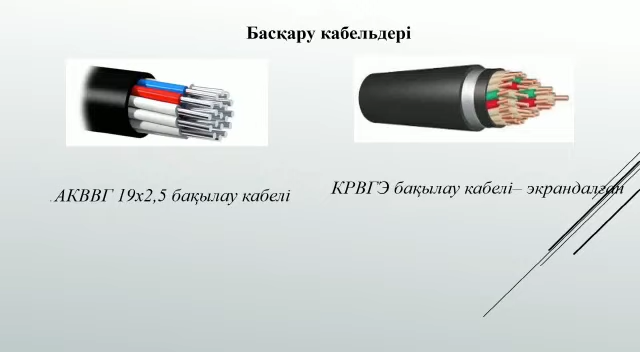 Басқару кабельдері
.АКВВГ 19х2,5 бақылау кабелі
КРВГЭ бақылау кабелі– экрандалған